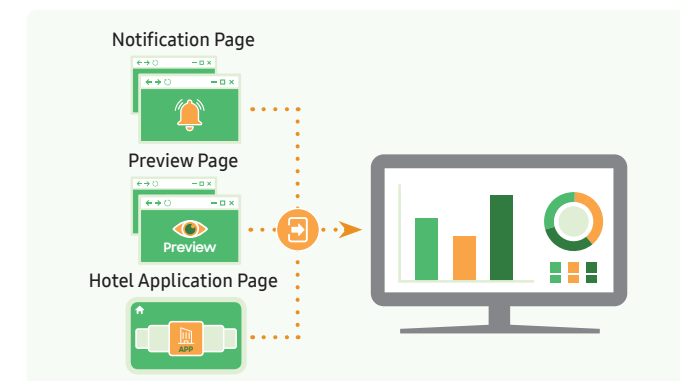 Notification Page
Preview Page
Preview
Hotel Application Page
APP